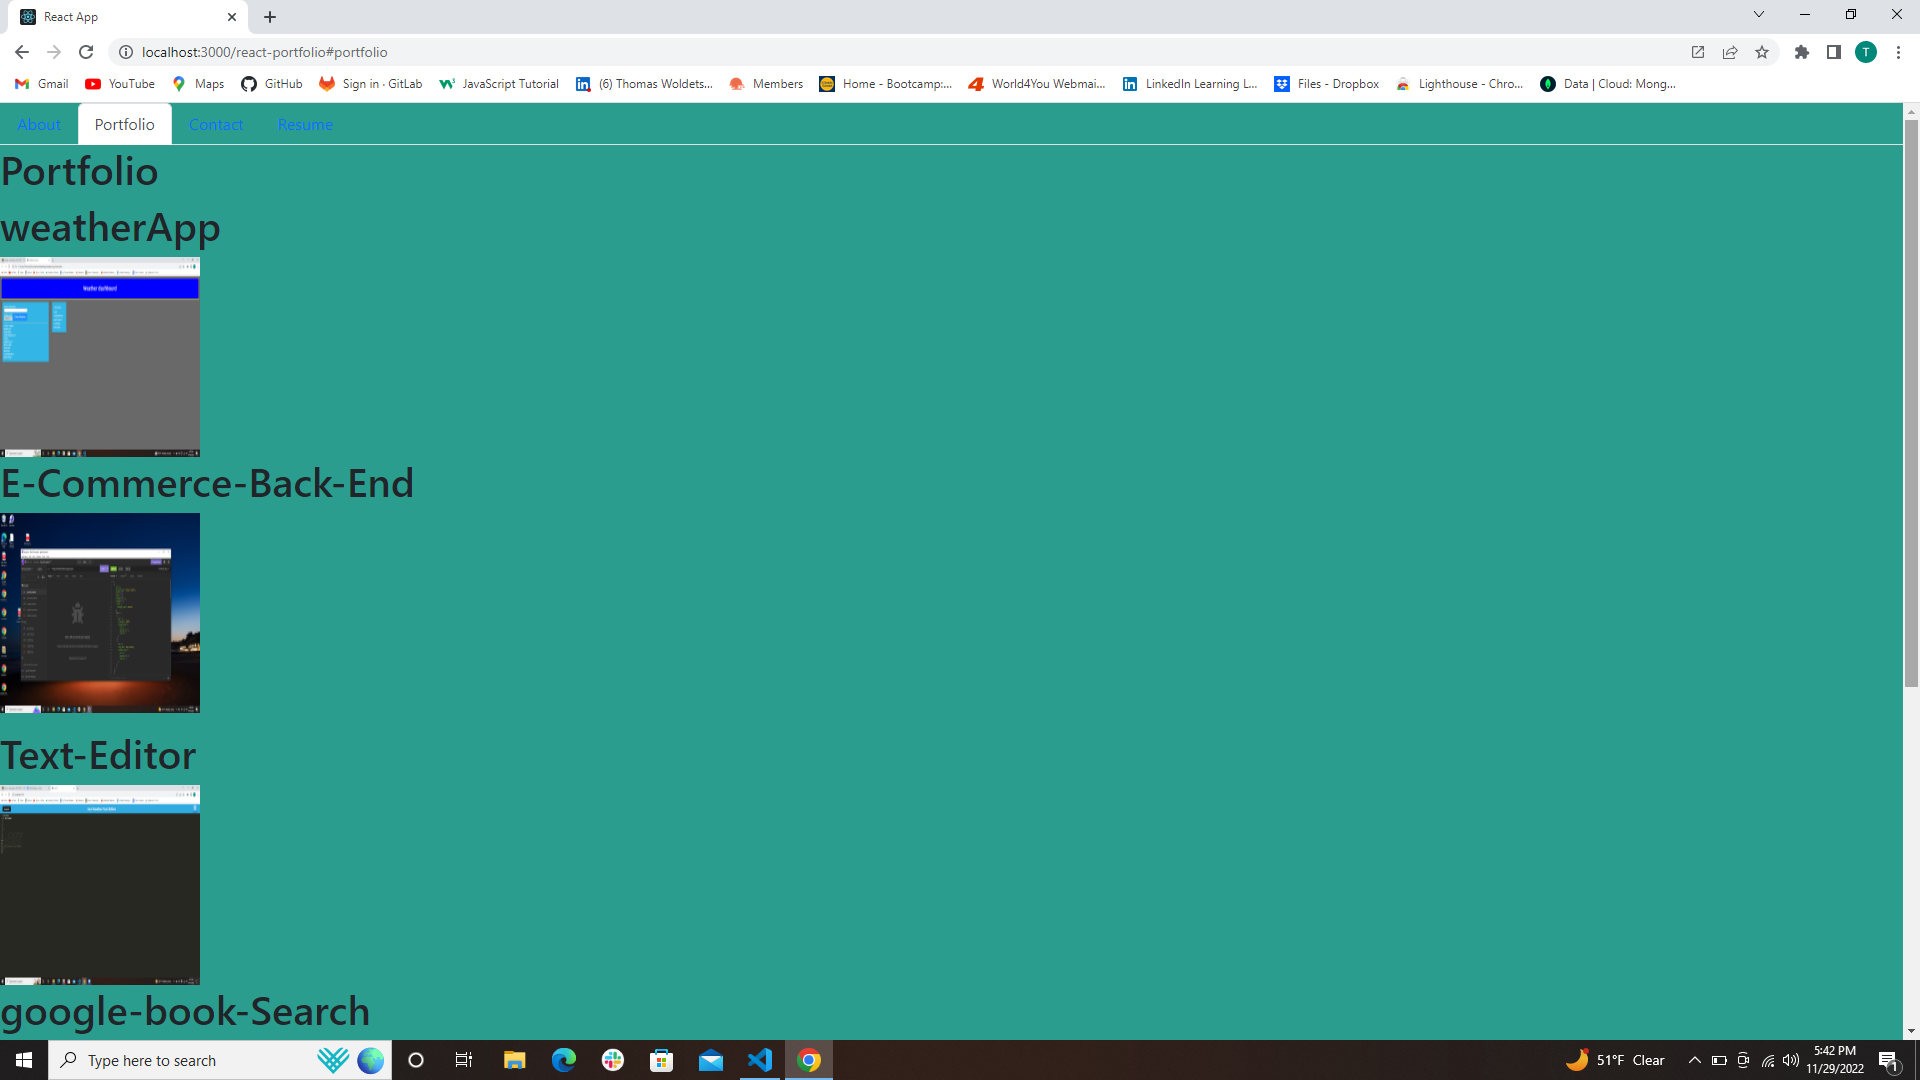 React App
localhost:3000/react-portfolio#portfolio
T
Gmail YouTube Maps GitHub Sign in · GitLab JavaScript Tutorial (6) Thomas Woldets... Members Home - Bootcamp:... World4You Webmai... LinkedIn Learning L... Files - Dropbox Lighthouse - Chro... Data | Cloud: Mong...
About Portfolio Contact Resume
Portfolio
weatherApp
Weather dashboard
E-Commerce-Back-End
Text-Editor
google-book-Search
Type here to search 51°F Clear 5:42 PM
11/29/2022 1